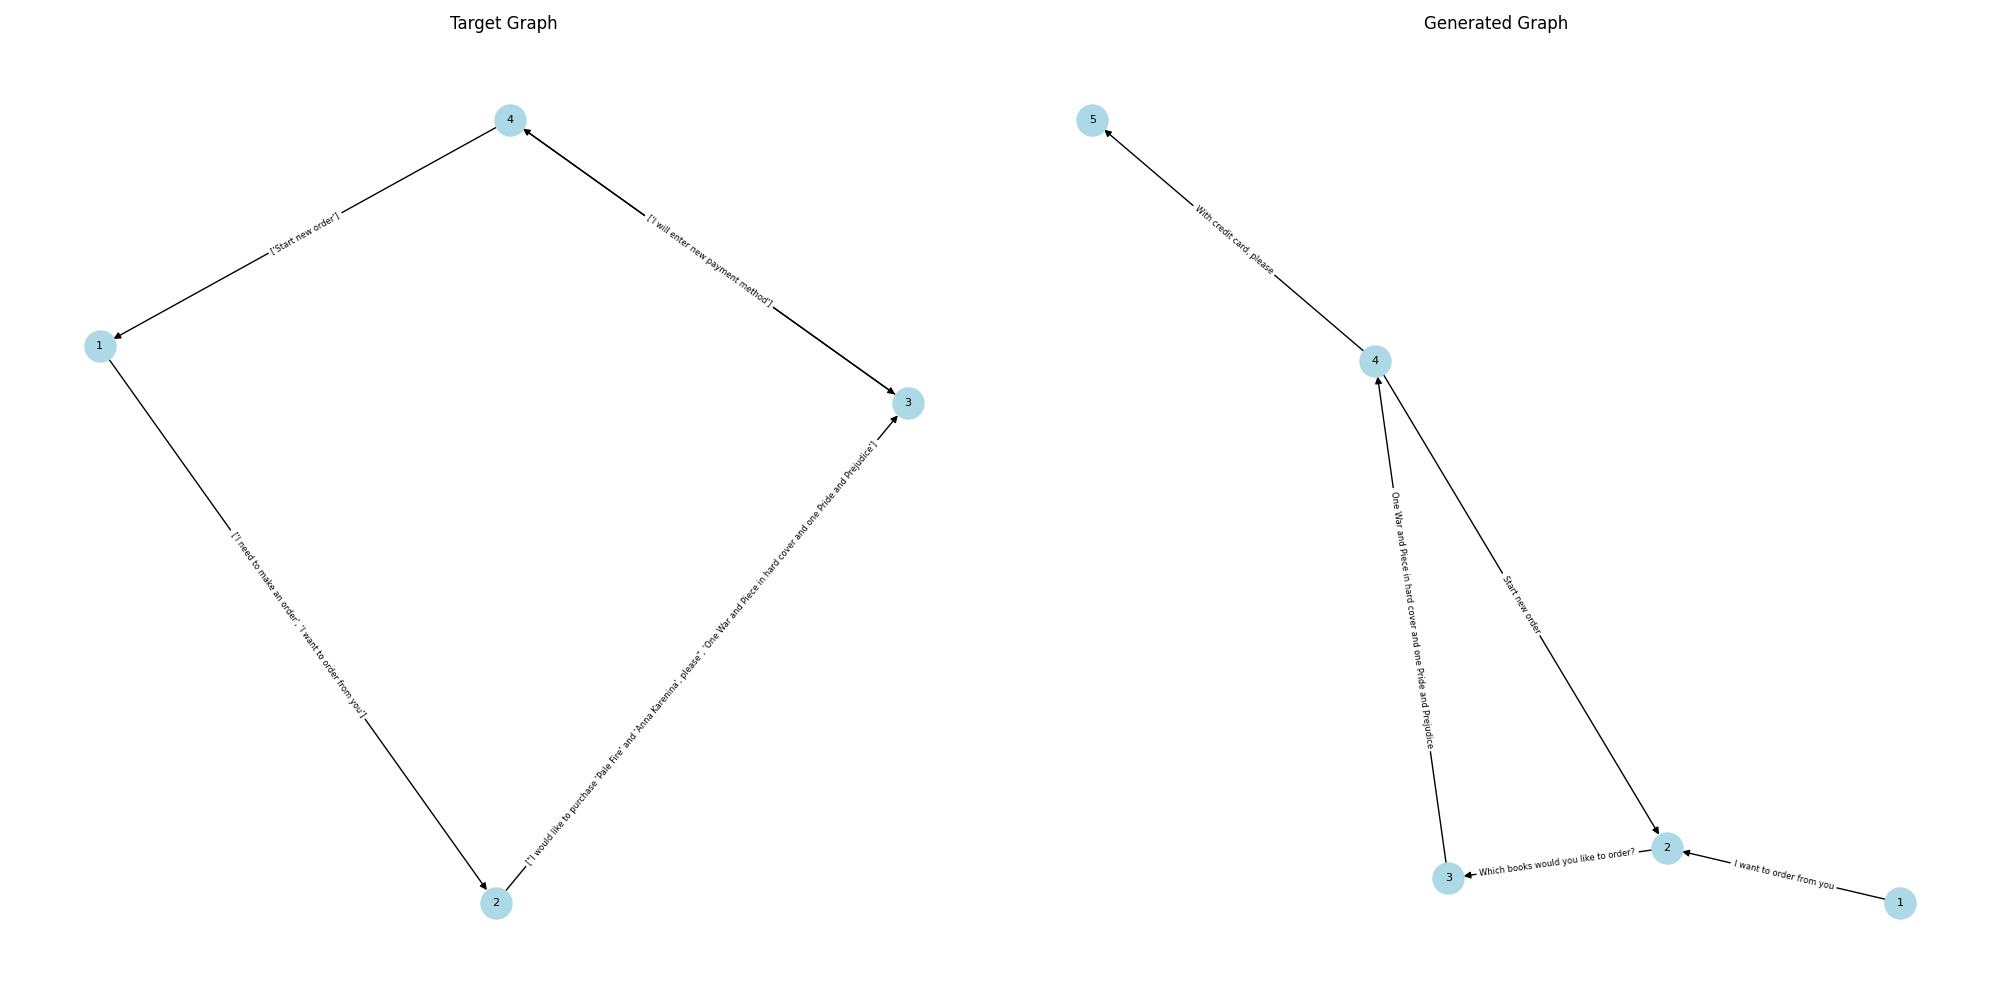 Target Graph
4
['Start new order']
['I will enter new payment method']
1
3
['I need to make an order', 'I want to order from you']
["I would like to purchase 'Pale Fire' and 'Anna Karenina', please", 'One War and Piece in hard cover and one Pride and Prejudice']
2
Generated Graph
5
With credit card, please
4
One War and Piece in hard cover and one Pride and Prejudice
Start new order
2
Which books would you like to order?
3
I want to order from you
1